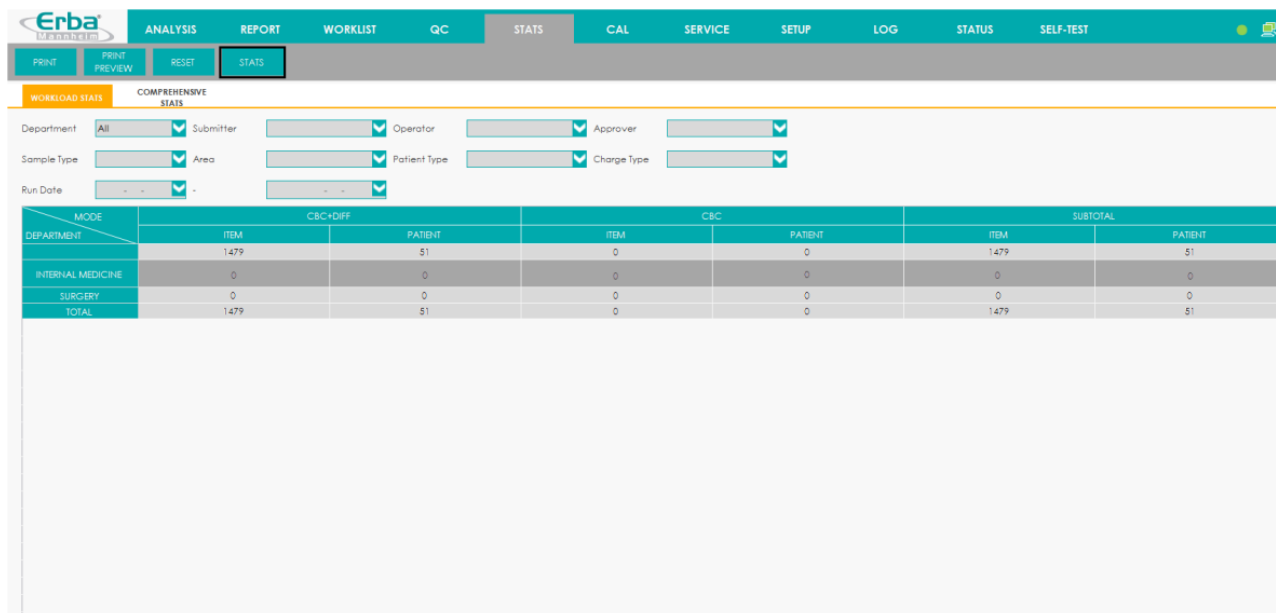 Erba
Mannheim
ANALYSIS REPORT WORKLIST QC STATS CAL SERVICE SETUP LOG STATUS SELF-TEST
PRINT PRINT PREVIEW RESET STATS
WORKLOAD STATS COMPREHENSIVE STATS
Department All Submitter Operator Approver
Sample Type Area Patient Type Charge Type
Run Date - - - - -
MODE CBC+DIFF CBC SUBTOTAL
DEPARTMENT ITEM PATIENT ITEM PATIENT ITEM PATIENT
1479 51 0 0 1479 51
INTERNAL MEDICINE 0 0 0 0 0 0
SURGERY 0 0 0 0 0 0
TOTAL 1479 51 0 0 1479 51